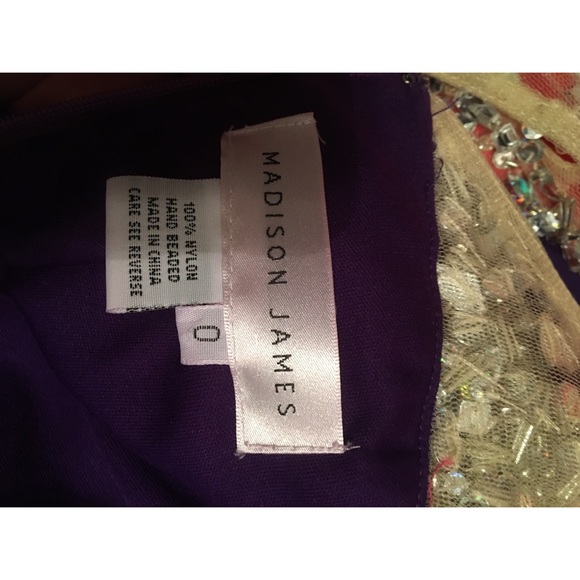 MADISON JAMES
0
100% NYLON
HAND BEADED
MADE IN CHINA
CARE SEE REVERSE